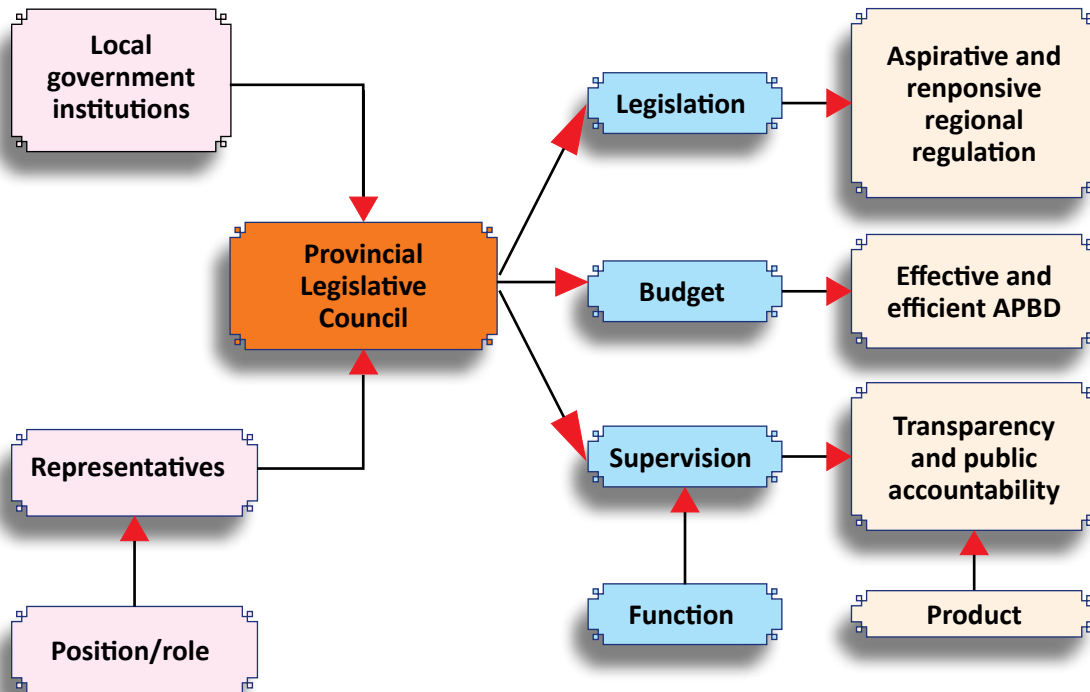 Local
government
institutions
Provincial
Legislative
Council
Representatives
Position/role
Legislation
Budget
Supervision
Function
Aspirative and
renponsive
regional
regulation
Effective and
efficient APBD
Transparency
and public
accountability
Product